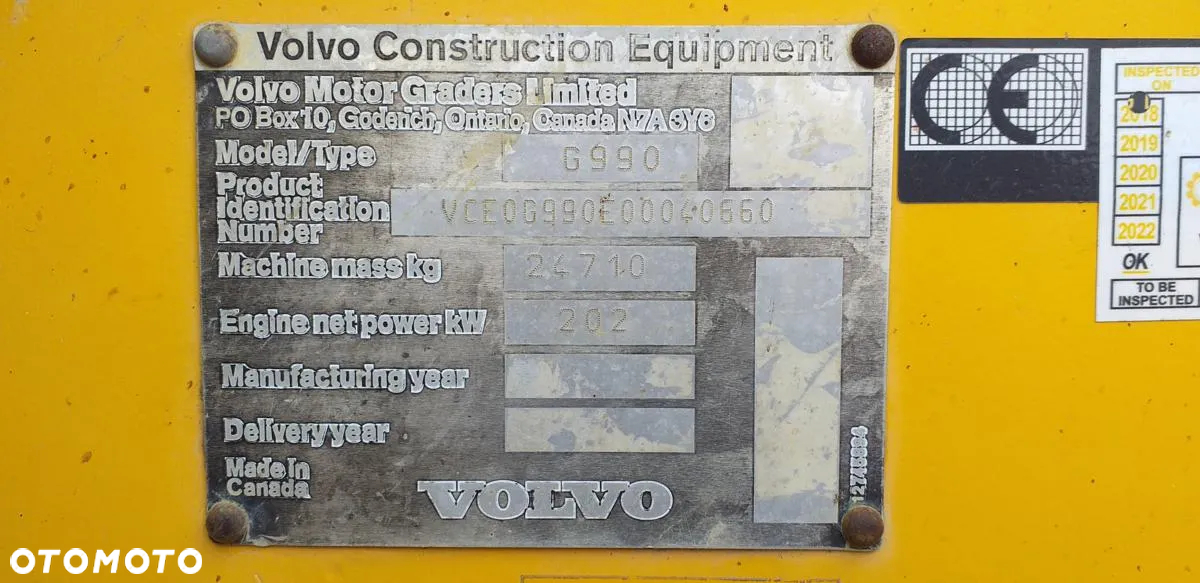 Volvo Construction Equipment
Volvo Motor Graders Limited
PO Box 10, Goderich, Ontario, Canada N7A 3Y6
Model/Type G990
Product
Identification
Number VCE0G990E00040660
Machine mass kg 24710
Engine net power kW 202
Manufacturing year
Delivery year
Made in
Canada
VOLVO
CE
INSPECTED
ON
2018
2019
2020
2021
2022
OK
TO BE
INSPECTED
OTOMOTO